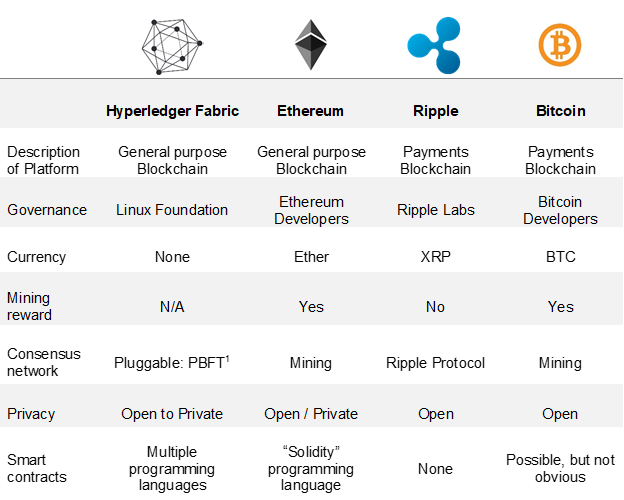 Hyperledger Fabric Ethereum Ripple Bitcoin
Description of Platform General purpose Blockchain General purpose Blockchain Payments Blockchain Payments Blockchain
Governance Linux Foundation Ethereum Developers Ripple Labs Bitcoin Developers
Currency None Ether XRP BTC
Mining reward N/A Yes No Yes
Consensus network Pluggable: PBFT¹ Mining Ripple Protocol Mining
Privacy Open to Private Open / Private Open Open
Smart contracts Multiple programming languages “Solidity” programming language None Possible, but not obvious